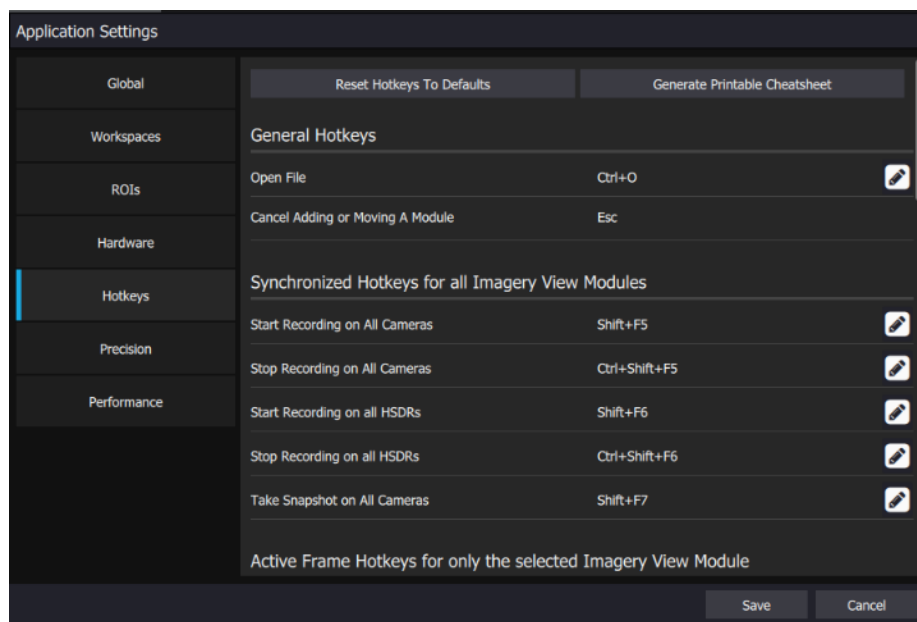 Application Settings
Global
Workspaces
ROIs
Hardware
Hotkeys
Precision
Performance
Reset Hotkeys To Defaults
Generate Printable Cheatsheet
General Hotkeys
Open File Ctrl+O
Cancel Adding or Moving A Module Esc
Synchronized Hotkeys for all Imagery View Modules
Start Recording on All Cameras Shift+F5
Stop Recording on All Cameras Ctrl+Shift+F5
Start Recording on all HSDRs Shift+F6
Stop Recording on all HSDRs Ctrl+Shift+F6
Take Snapshot on All Cameras Shift+F7
Active Frame Hotkeys for only the selected Imagery View Module
Save
Cancel